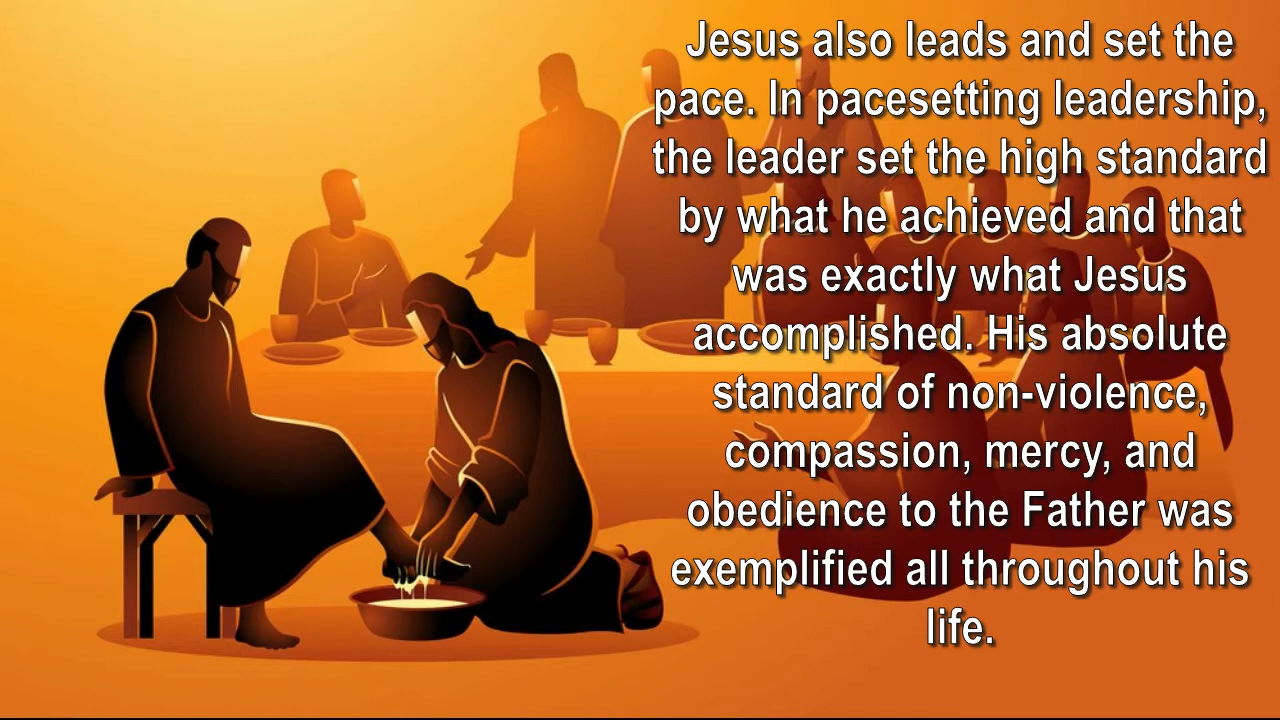 Jesus also leads and set the
pace. In pacesetting leadership,
the leader set the high standard
by what he achieved and that
was exactly what Jesus
accomplished. His absolute
standard of non-violence,
compassion, mercy, and
obedience to the Father was
exemplified all throughout his
life.